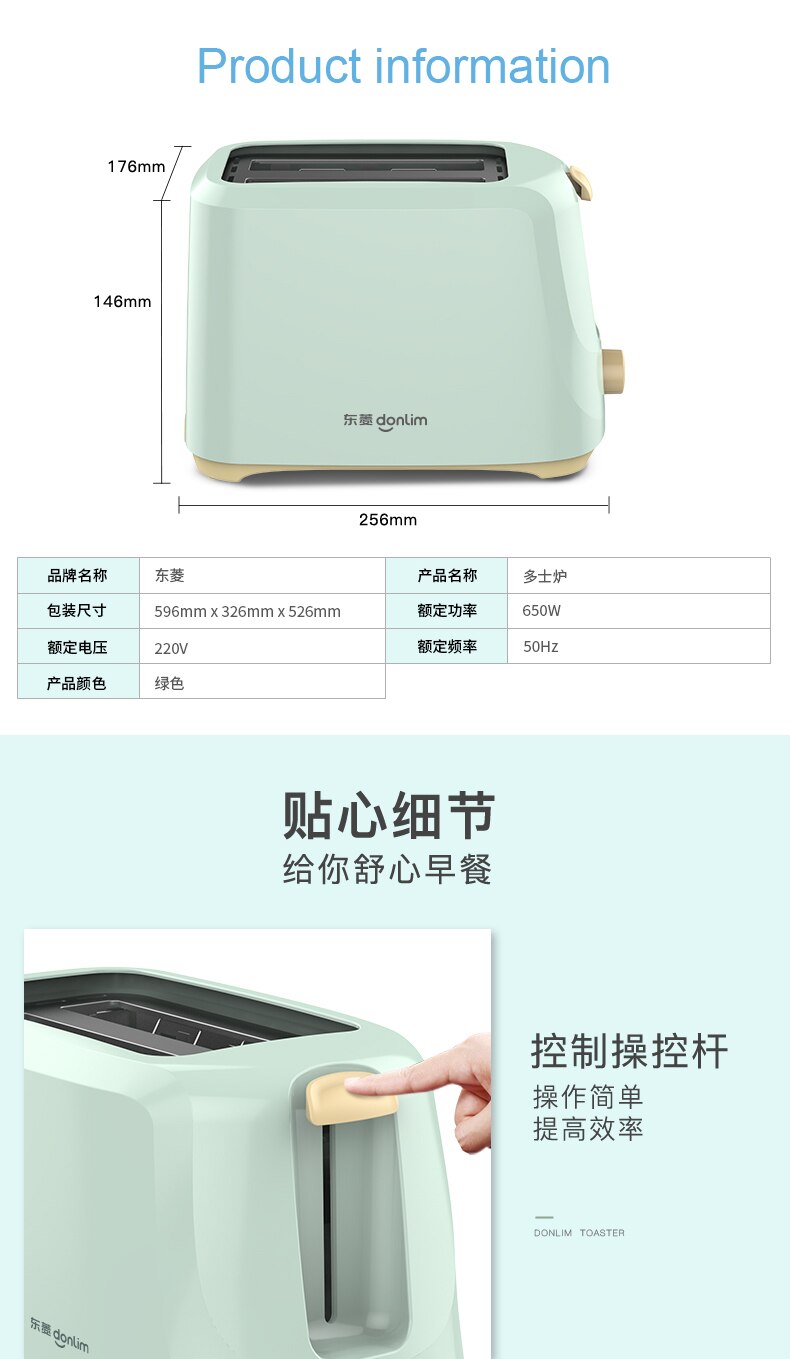 Product information
176mm
146mm
东菱 donlim
256mm
品牌名称 东菱 产品名称 多士炉
包装尺寸 596mm x 326mm x 526mm 额定功率 650W
额定电压 220V 额定频率 50Hz
产品颜色 绿色
贴心细节
给你舒心早餐
控制操控杆
操作简单
提高效率
DONLIM TOASTER
东菱 donlim